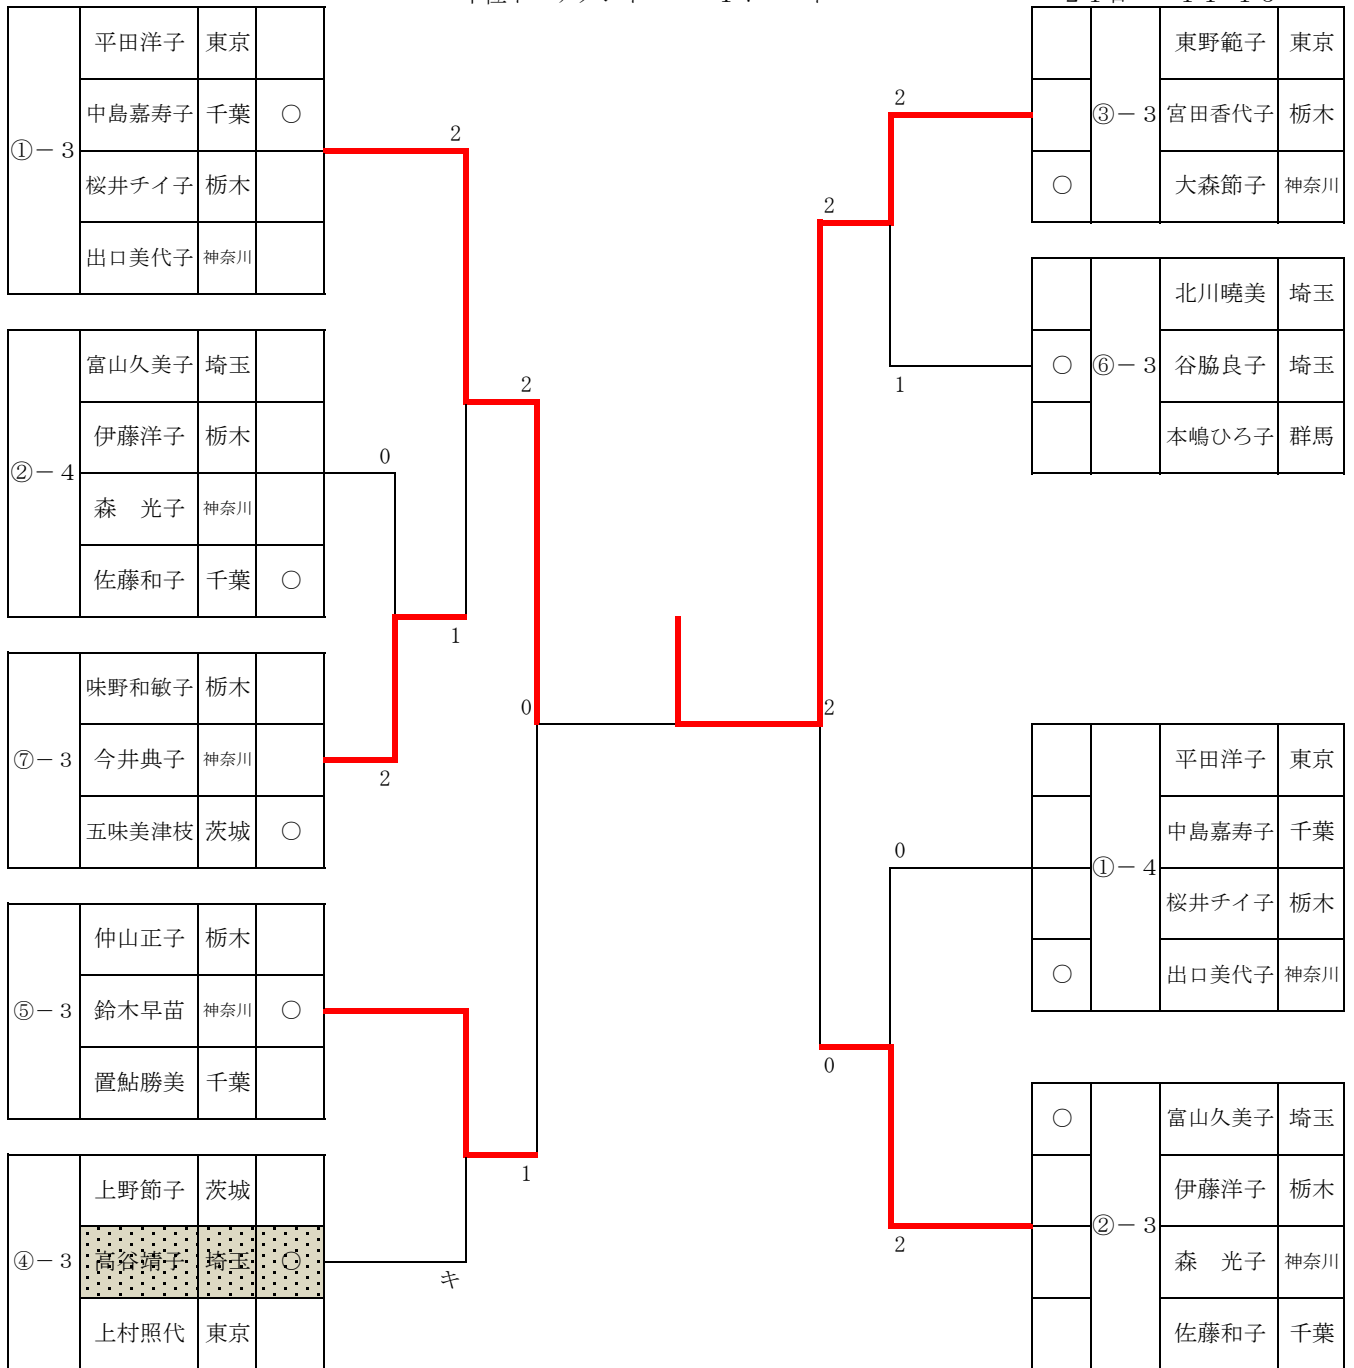 ①－３
平田洋子 東京
中島嘉寿子 千葉 ○
桜井チイ子 栃木
出口美代子 神奈川
②－４
富山久美子 埼玉
伊藤洋子 栃木
森　光子 神奈川
佐藤和子 千葉 ○
⑦－３
味野和敏子 栃木
今井典子 神奈川
五味美津枝 茨城 ○
⑤－３
仲山正子 栃木
鈴木早苗 神奈川 ○
置鮎勝美 千葉
④－３
上野節子 茨城
高谷靖子 埼玉 ○
上村照代 東京
2
2
0
1
2
0
1
キ
2
2
1
2
0
0
2
③－３
東野範子 東京
宮田香代子 栃木
○ 大森節子 神奈川
⑥－３
北川曉美 埼玉
○ 谷脇良子 埼玉
本嶋ひろ子 群馬
①－４
平田洋子 東京
中島嘉寿子 千葉
桜井チイ子 栃木
○ 出口美代子 神奈川
②－３
○ 富山久美子 埼玉
伊藤洋子 栃木
森　光子 神奈川
佐藤和子 千葉